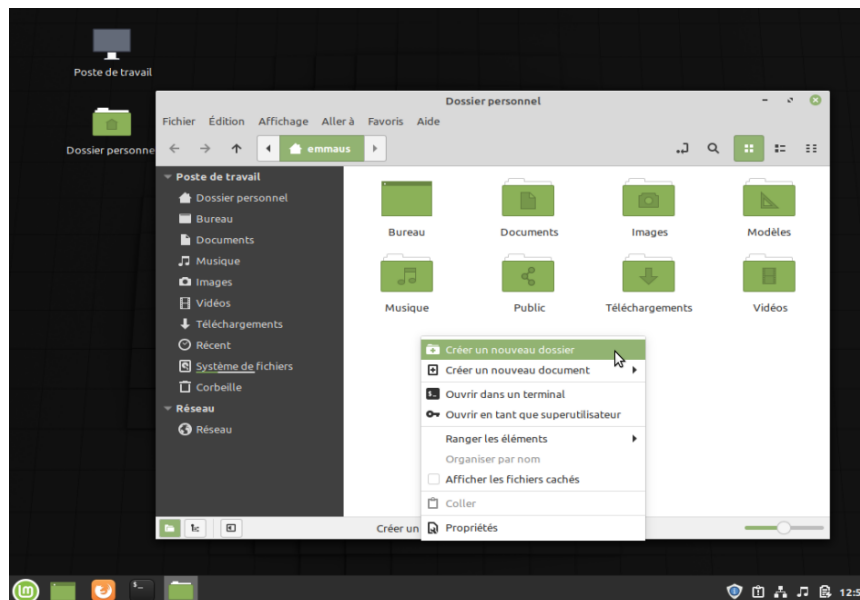 Poste de travail
Dossier personne
Dossier personnel
Fichier Édition Affichage Aller à Favoris Aide
emmaus
Poste de travail
Dossier personnel
Bureau
Documents
Musique
Images
Vidéos
Téléchargements
Récent
Système de fichiers
Corbeille
Réseau
Réseau
Bureau Documents Images Modèles
Musique Public Téléchargements Vidéos
Créer un nouveau dossier
Créer un nouveau document
Ouvrir dans un terminal
Ouvrir en tant que superutilisateur
Ranger les éléments
Organiser par nom
Afficher les fichiers cachés
Coller
Propriétés
Créer un
12:5